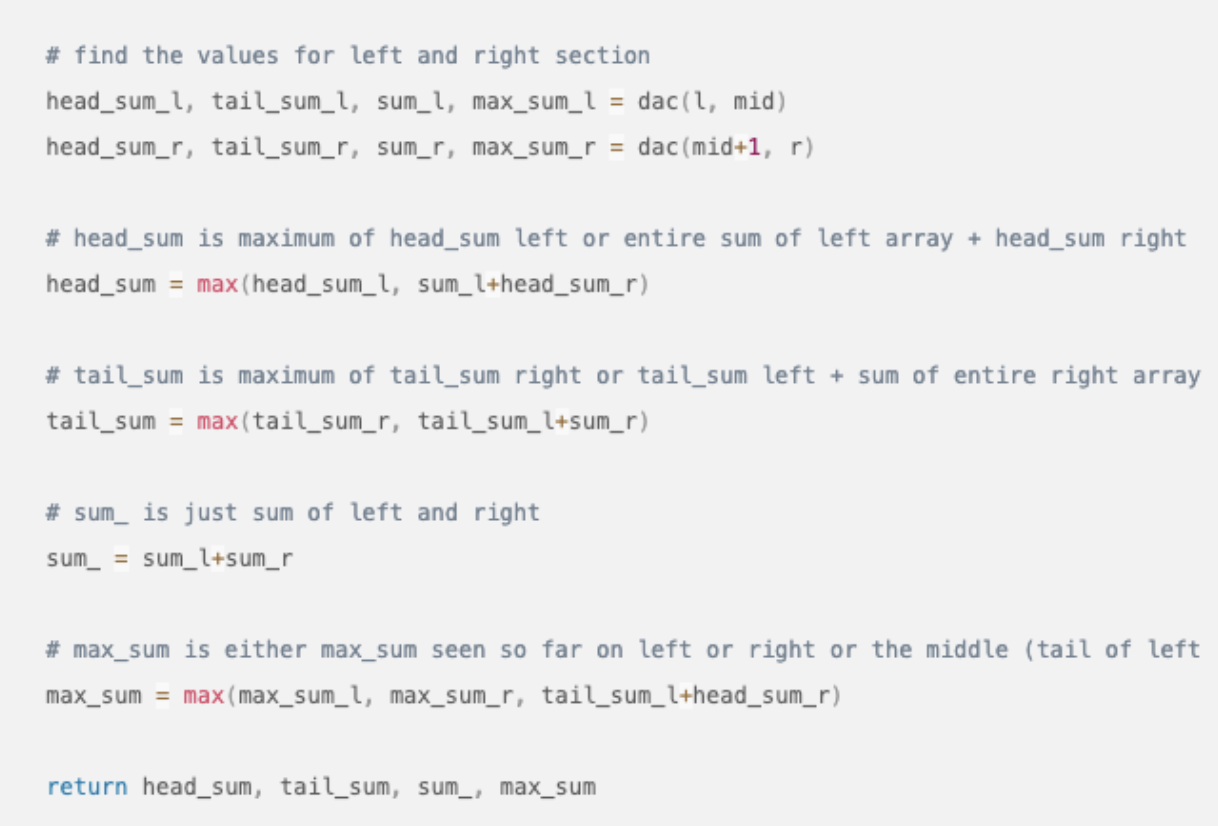 # find the values for left and right section
head_sum_l, tail_sum_l, sum_l, max_sum_l = dac(l, mid)
head_sum_r, tail_sum_r, sum_r, max_sum_r = dac(mid+1, r)
# head_sum is maximum of head_sum left or entire sum of left array + head_sum right
head_sum = max(head_sum_l, sum_l+head_sum_r)
# tail_sum is maximum of tail_sum right or tail_sum left + sum of entire right array
tail_sum = max(tail_sum_r, tail_sum_l+sum_r)
# sum_ is just sum of left and right
sum_ = sum_l+sum_r
# max_sum is either max_sum seen so far on left or right or the middle (tail of left
max_sum = max(max_sum_l, max_sum_r, tail_sum_l+head_sum_r)
return head_sum, tail_sum, sum_, max_sum